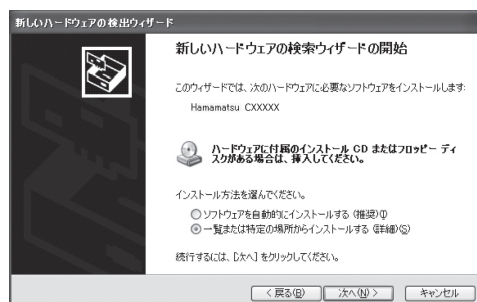 新しいハードウェアの検出ウィザード
新しいハードウェアの検索ウィザードの開始
このウィザードでは、次のハードウェアに必要なソフトウェアをインストールします:
Hamamatsu CXXXXX
ハードウェアに付属のインストール CD またはフロッピー ディ
スクがある場合は、挿入してください。
インストール方法を選んでください。
ソフトウェアを自動的にインストールする (推奨)(I)
一覧または特定の場所からインストールする (詳細)(S)
続行するには、[次へ] をクリックしてください。
< 戻る(B) 次へ(N) > キャンセル